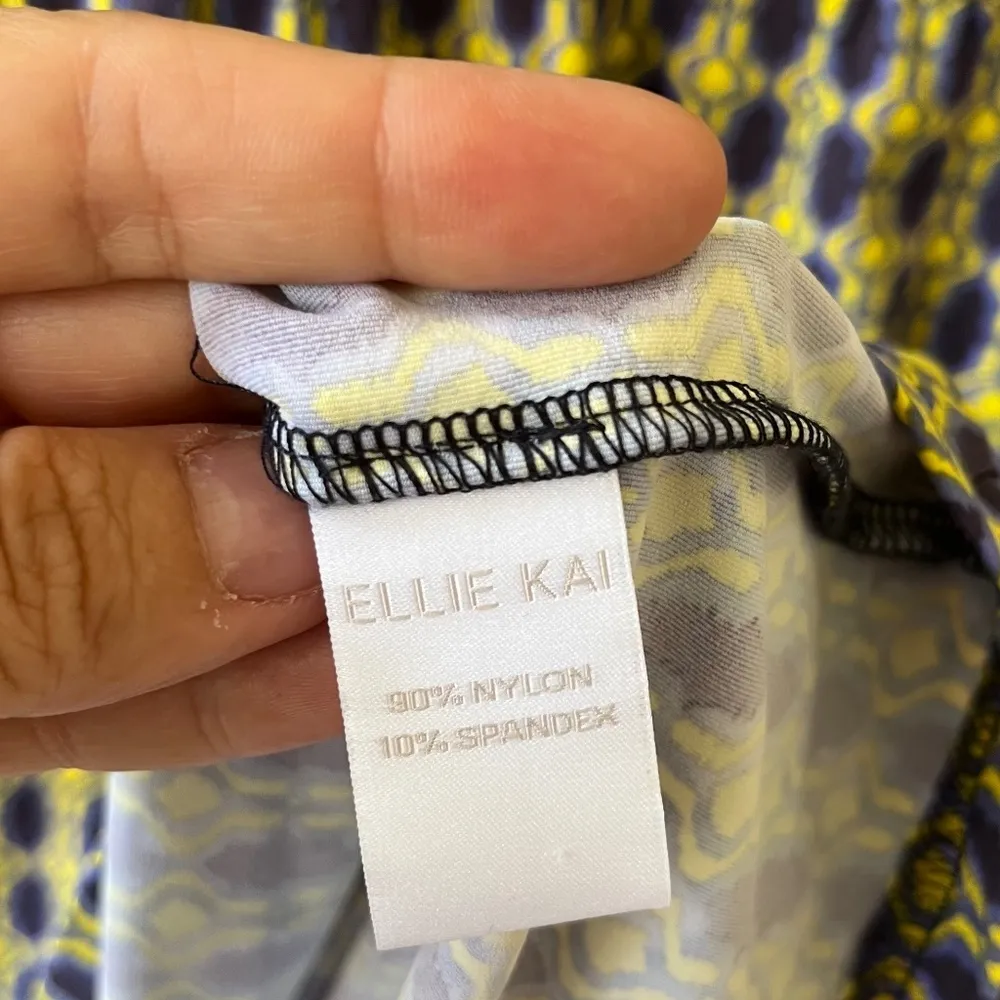 ELLIE KAI
90% NYLON
10% SPANDEX